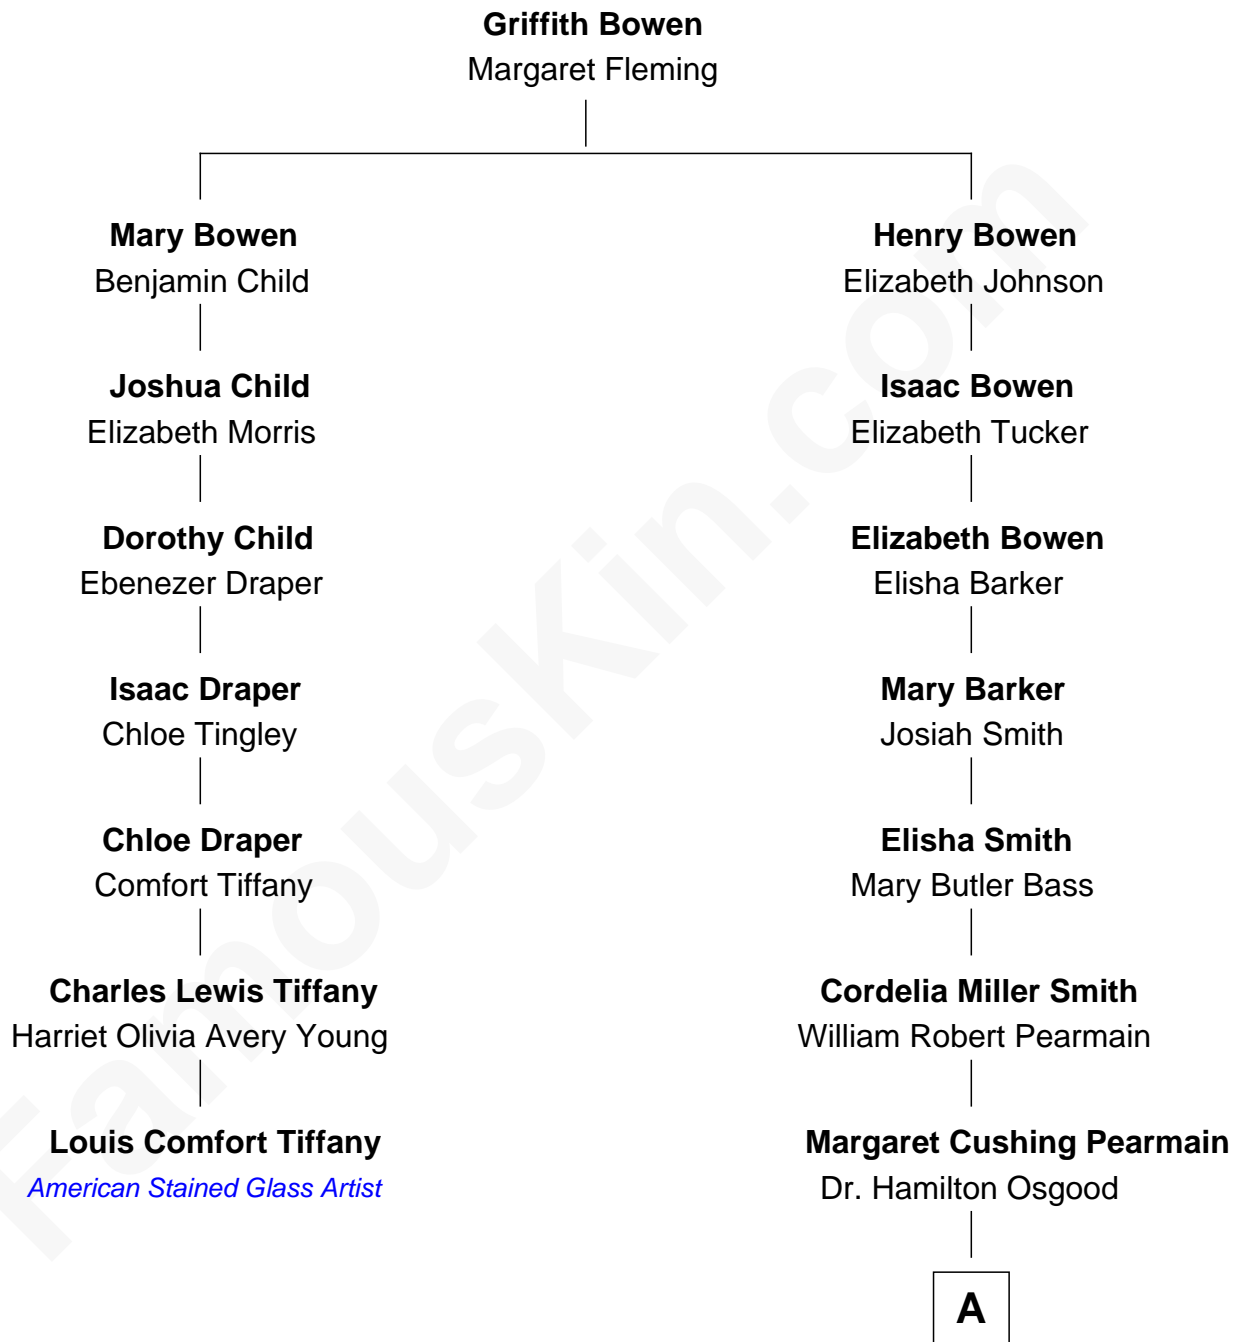 Griffith Bowen
Margaret Fleming
Mary Bowen
Benjamin Child
Henry Bowen
Elizabeth Johnson
Joshua Child
Elizabeth Morris
Isaac Bowen
Elizabeth Tucker
Dorothy Child
Ebenezer Draper
Elizabeth Bowen
Elisha Barker
Isaac Draper
Chloe Tingley
Mary Barker
Josiah Smith
Chloe Draper
Comfort Tiffany
Elisha Smith
Mary Butler Bass
Charles Lewis Tiffany
Harriet Olivia Avery Young
Cordelia Miller Smith
William Robert Pearmain
Louis Comfort Tiffany
American Stained Glass Artist
Margaret Cushing Pearmain
Dr. Hamilton Osgood
A
FamousKin.com